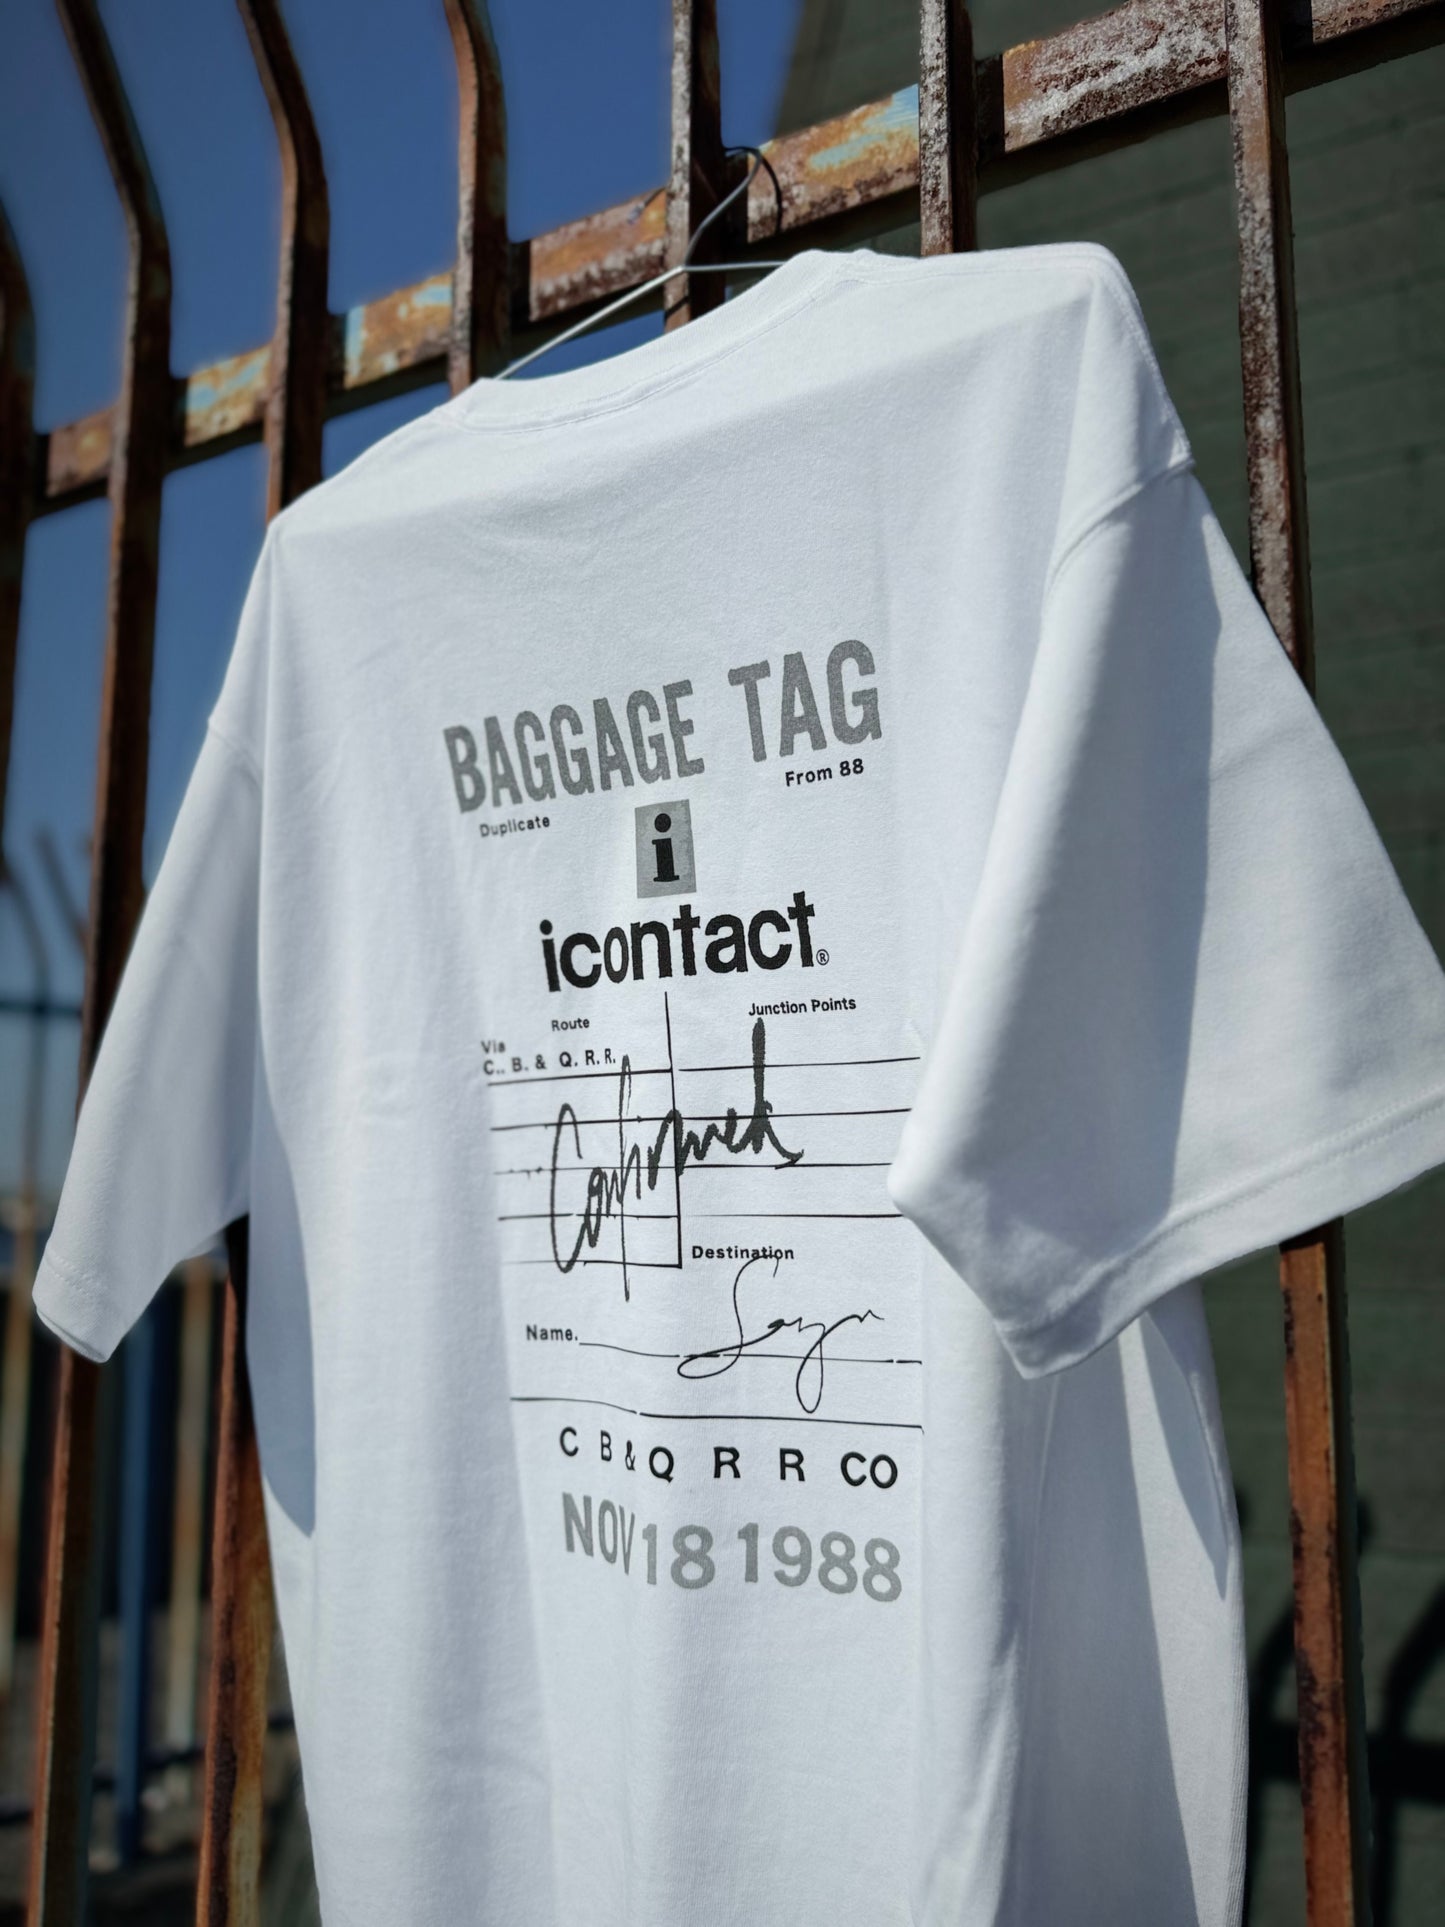 BAGGAGE TAG
Duplicate From 88
i
icontact®
Route Junction Points
Via
C.. B. & Q. R. R.
Confirmed
Destination
Name.
C B & Q R R CO
NOV 18 1988